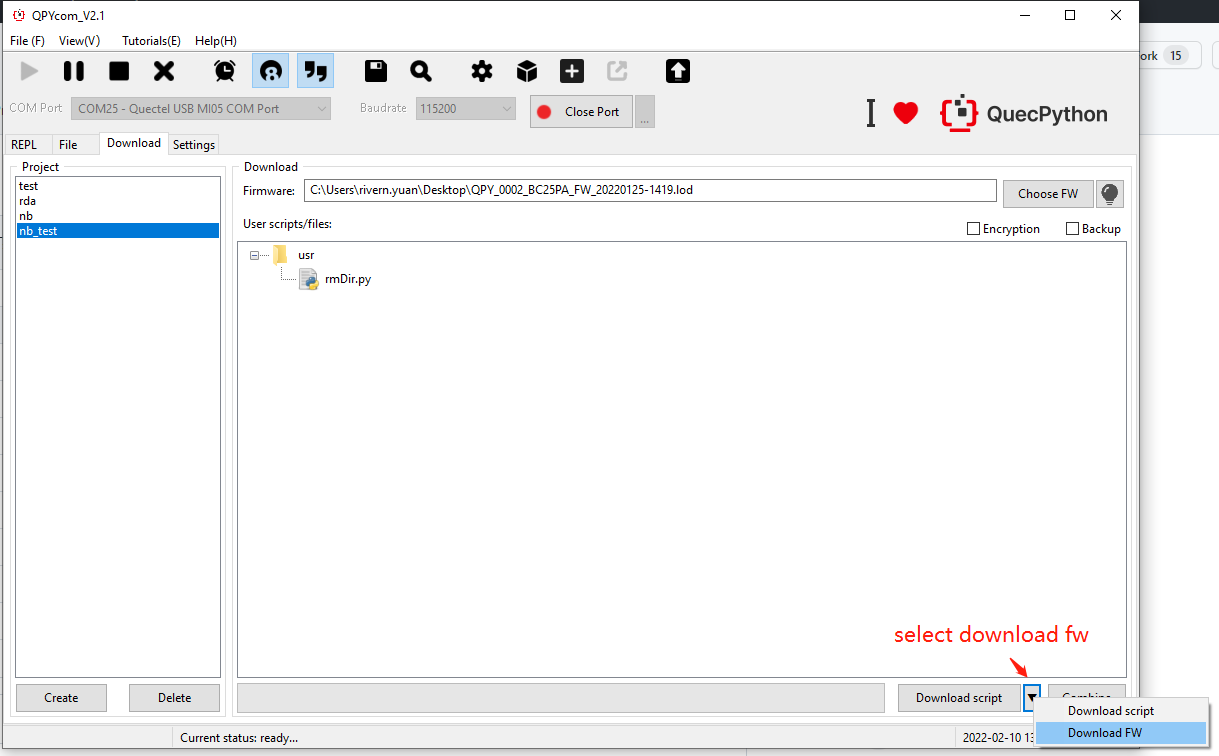 QPYcom_V2.1
File (F) View(V) Tutorials(E) Help(H)
ork 15
COM Port COM25 - Quectel USB MI05 COM Port Baudrate 115200 Close Port ... QuecPython
REPL File Download Settings
Project
test
rda
nb
nb_test
Create Delete
Download
Firmware: C:\Users\rivern.yuan\Desktop\QPY_0002_BC25PA_FW_20220125-1419.lod Choose FW
User scripts/files: Encryption Backup
usr
rmDir.py
select download fw
Download script
Download script
Download FW
Current status: ready... 2022-02-10